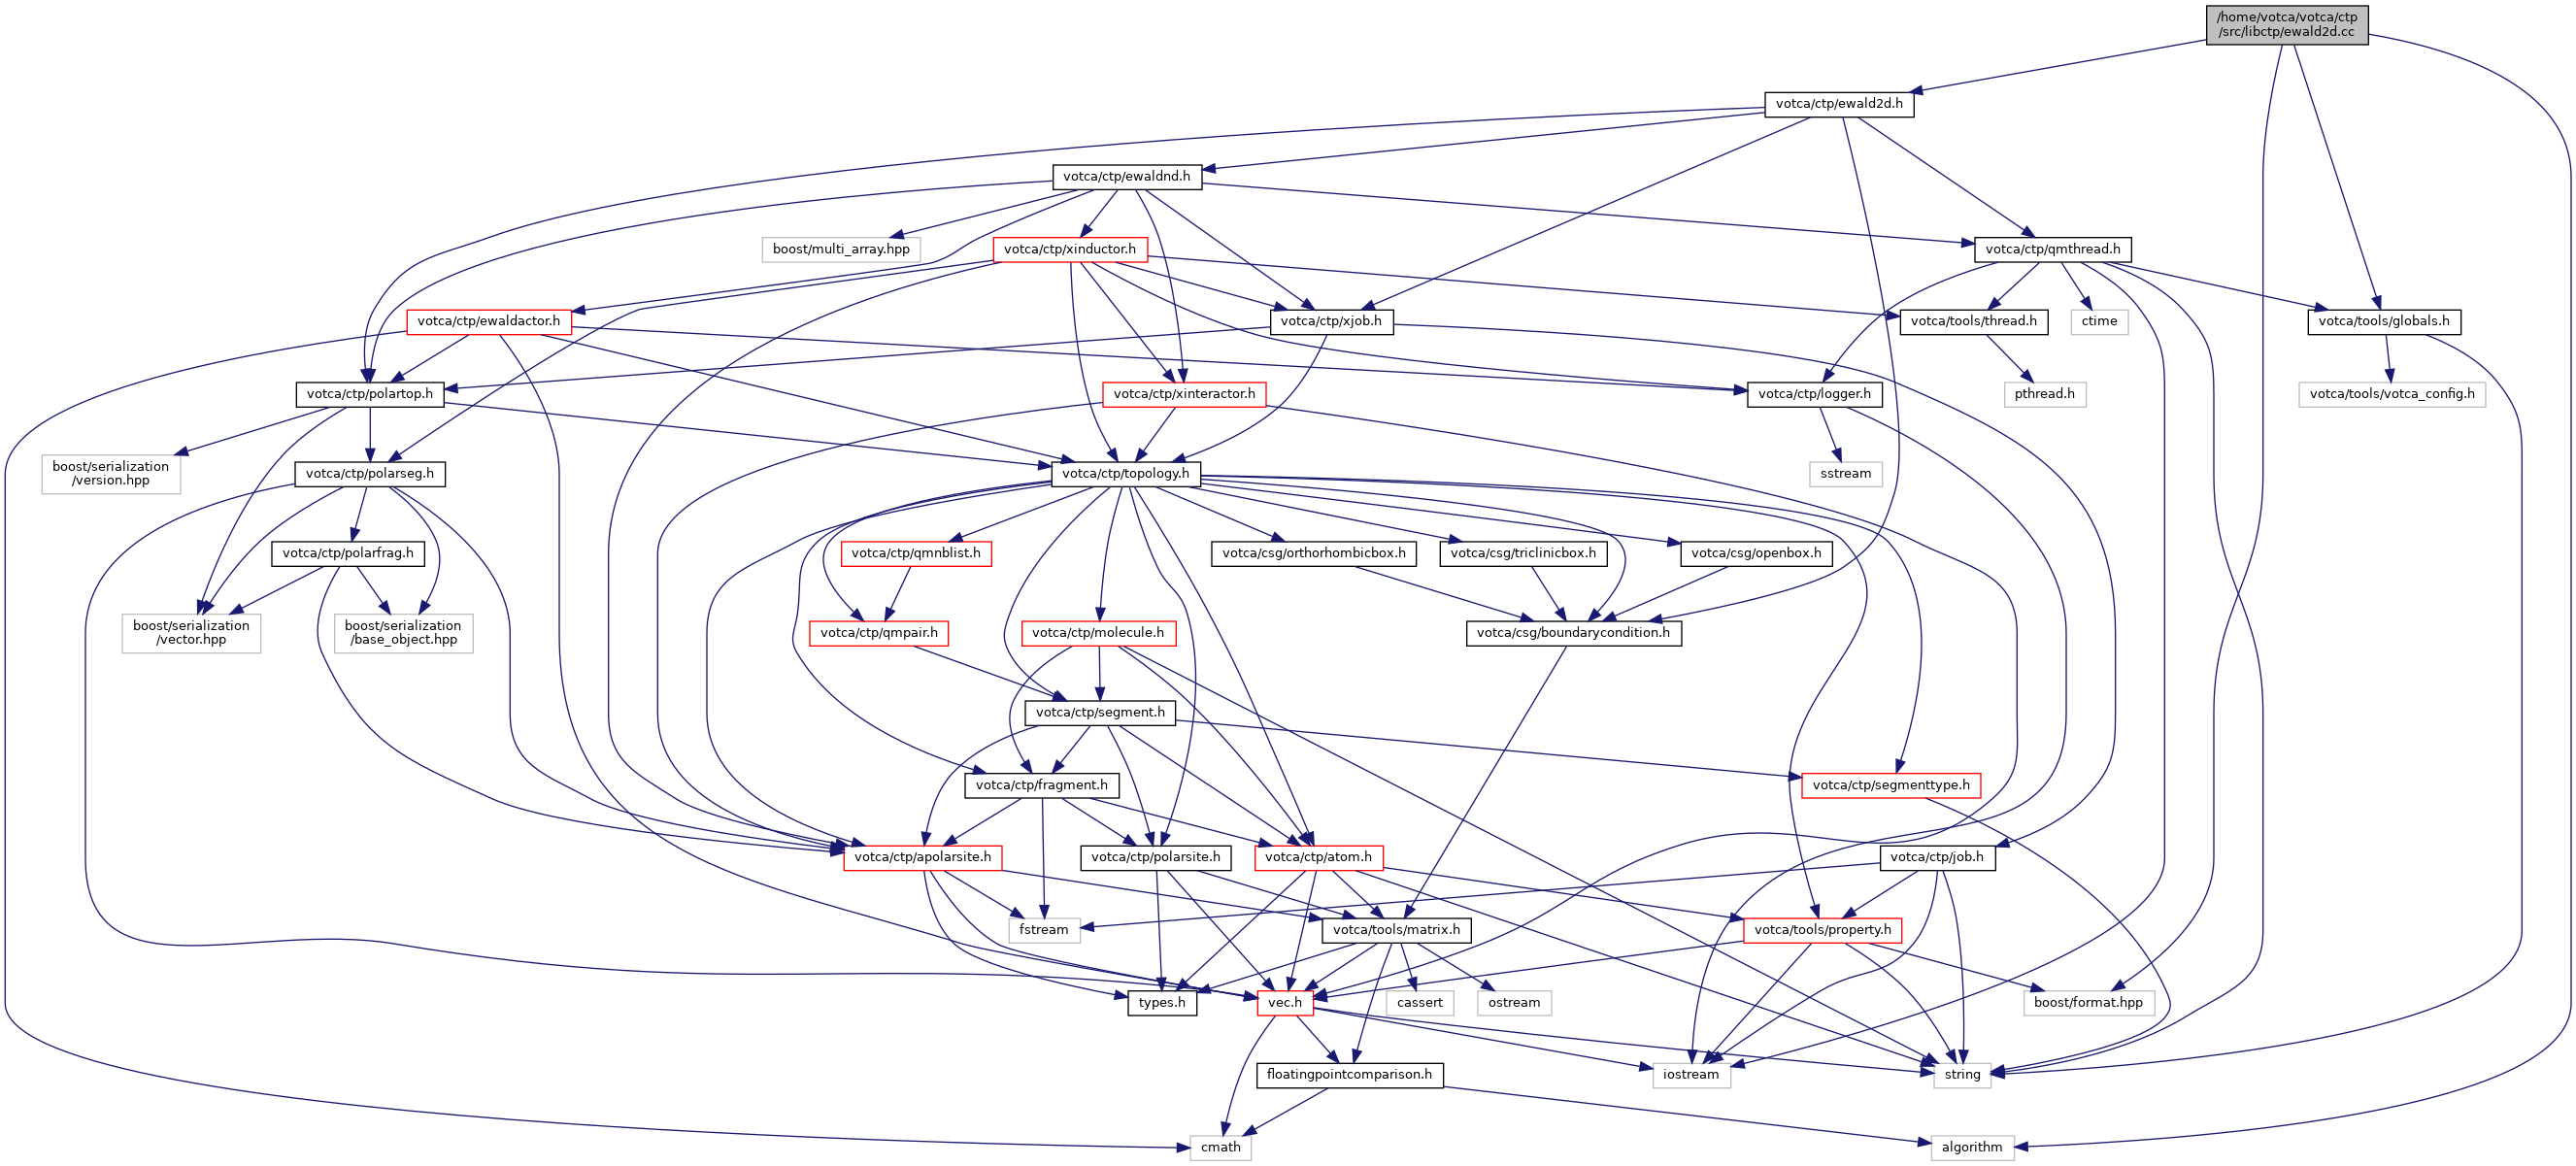 /home/votca/votca/ctp
/src/libctp/ewald2d.cc
votca/ctp/ewald2d.h
votca/ctp/ewaldnd.h
boost/multi_array.hpp
votca/ctp/xinductor.h
votca/ctp/qmthread.h
votca/ctp/ewaldactor.h
votca/ctp/xjob.h
votca/tools/thread.h
ctime
votca/tools/globals.h
votca/ctp/polartop.h
votca/ctp/xinteractor.h
votca/ctp/logger.h
pthread.h
votca/tools/votca_config.h
boost/serialization
/version.hpp
votca/ctp/polarseg.h
votca/ctp/topology.h
sstream
votca/ctp/polarfrag.h
votca/ctp/qmnblist.h
votca/csg/orthorhombicbox.h
votca/csg/triclinicbox.h
votca/csg/openbox.h
boost/serialization
/vector.hpp
boost/serialization
/base_object.hpp
votca/ctp/qmpair.h
votca/ctp/molecule.h
votca/csg/boundarycondition.h
votca/ctp/segment.h
votca/ctp/fragment.h
votca/ctp/segmenttype.h
votca/ctp/apolarsite.h
votca/ctp/polarsite.h
votca/ctp/atom.h
votca/ctp/job.h
fstream
votca/tools/matrix.h
votca/tools/property.h
types.h
vec.h
cassert
ostream
boost/format.hpp
floatingpointcomparison.h
iostream
string
cmath
algorithm